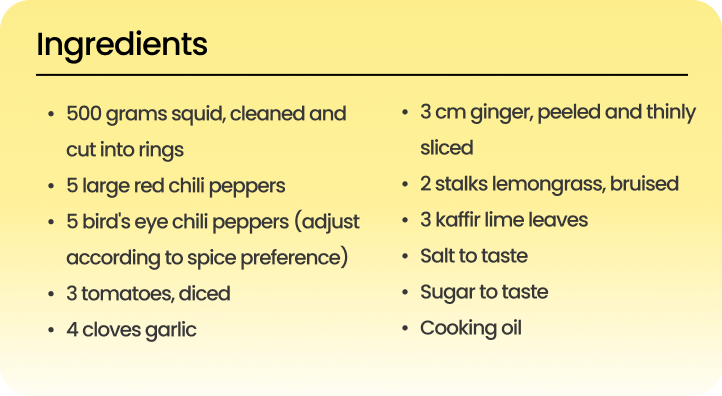 Ingredients
• 500 grams squid, cleaned and
cut into rings
• 5 large red chili peppers
• 5 bird's eye chili peppers (adjust
according to spice preference)
• 3 tomatoes, diced
• 4 cloves garlic
• 3 cm ginger, peeled and thinly
sliced
• 2 stalks lemongrass, bruised
• 3 kaffir lime leaves
• Salt to taste
• Sugar to taste
• Cooking oil